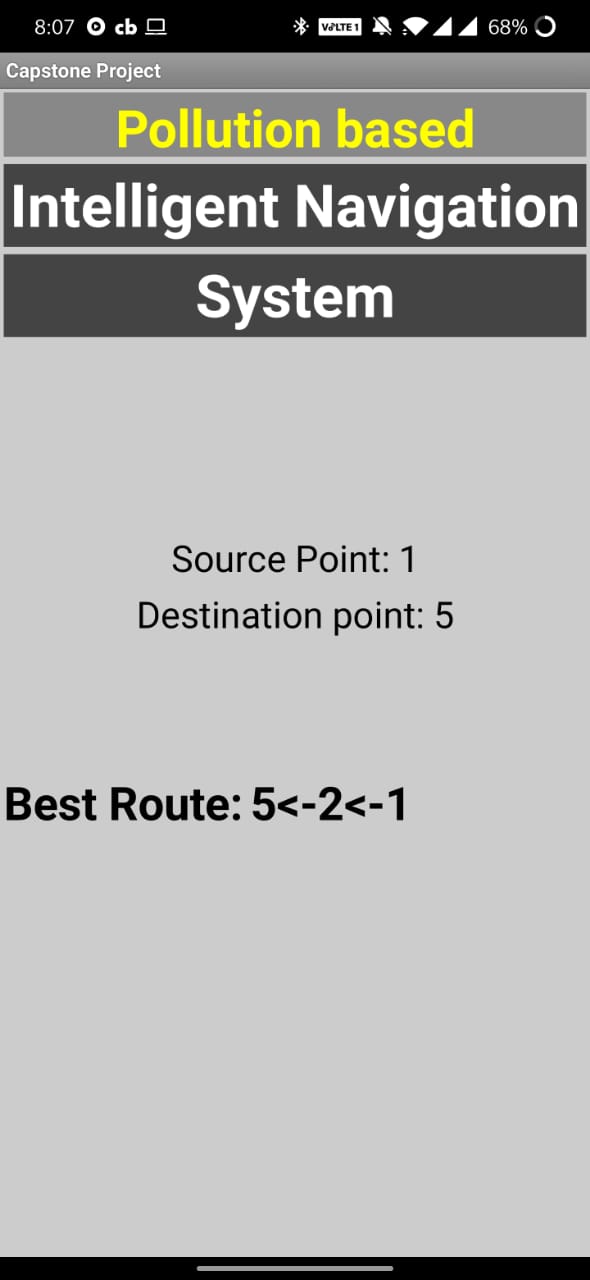 8:07 cb VoLTE 1 68%
Capstone Project
Pollution based
Intelligent Navigation
System
Source Point: 1
Destination point: 5
Best Route: 5<-2<-1